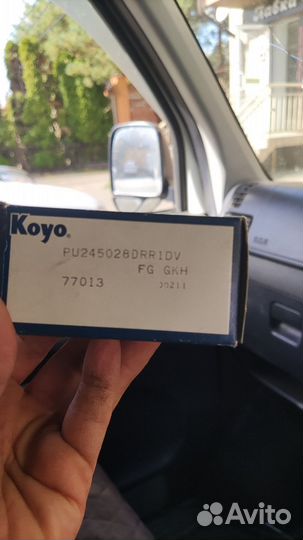 Koyo®
PU245028DRR1DV
FG GKH
77013
Avito